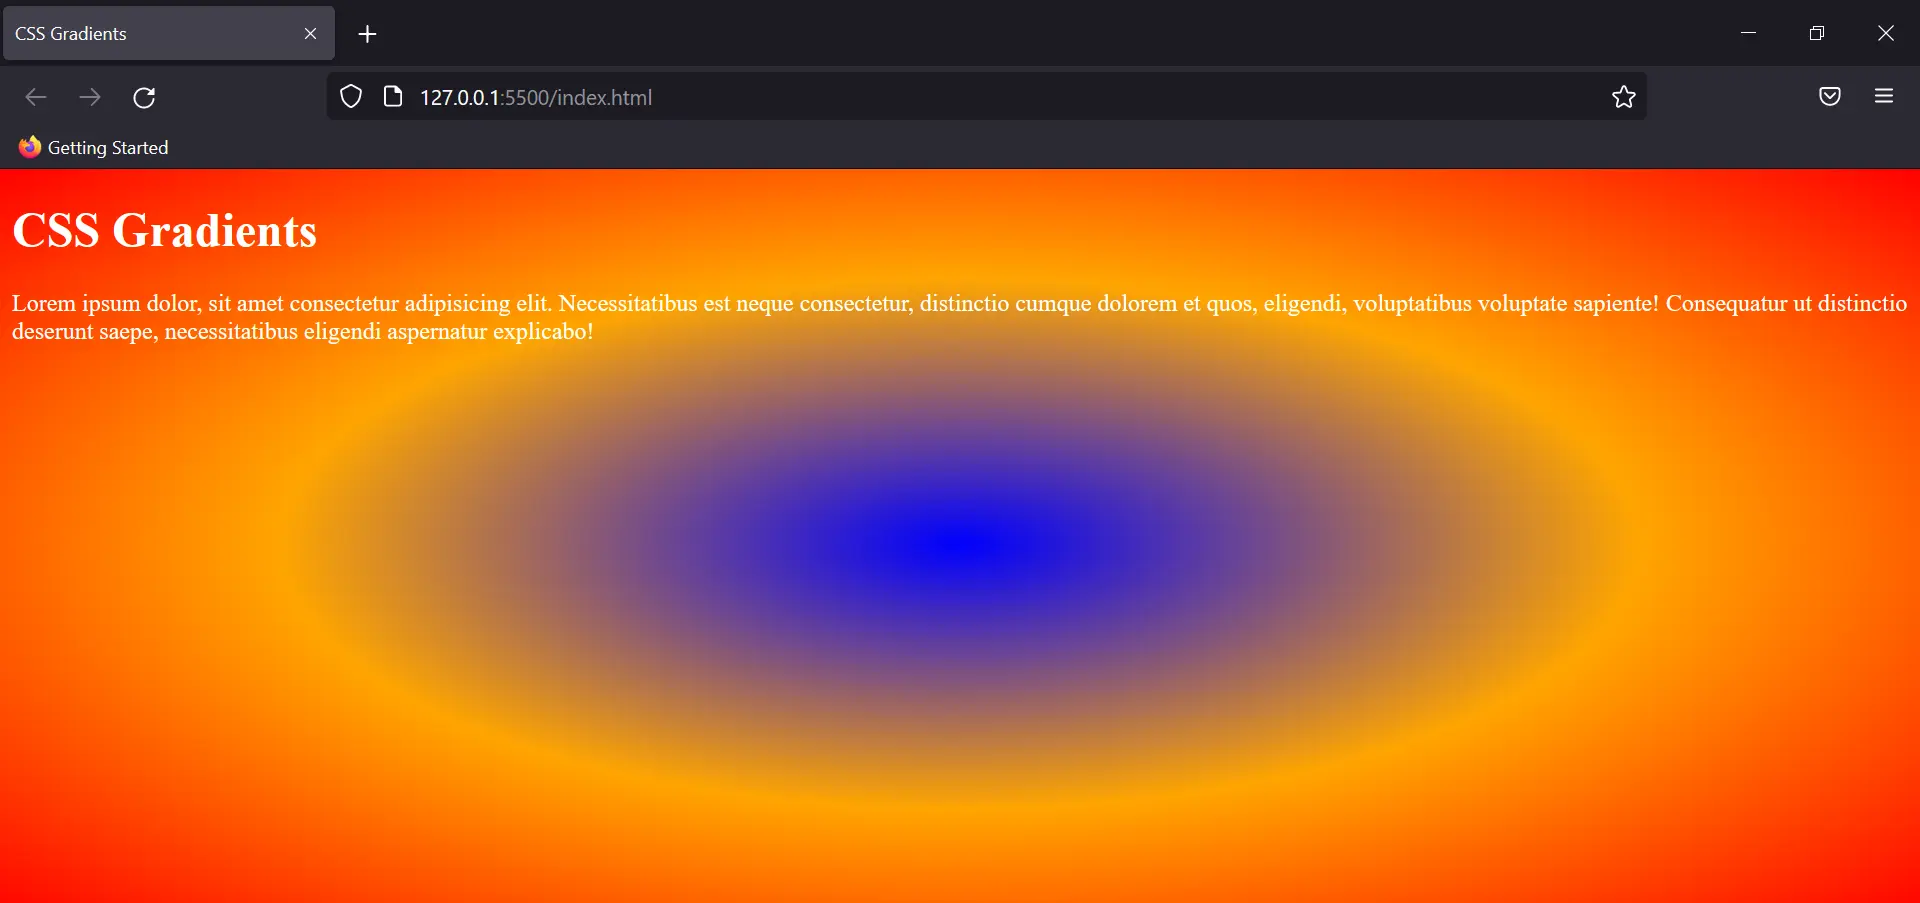 CSS Gradients
127.0.0.1:5500/index.html
Getting Started
CSS Gradients
Lorem ipsum dolor, sit amet consectetur adipisicing elit. Necessitatibus est neque consectetur, distinctio cumque dolorem et quos, eligendi, voluptatibus voluptate sapiente! Consequatur ut distinctio
deserunt saepe, necessitatibus eligendi aspernatur explicabo!